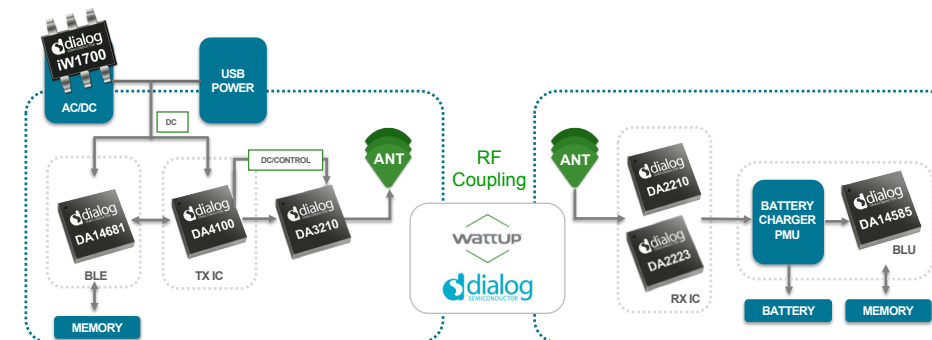 dialog
SEMICONDUCTOR
iW1700
AC/DC
USB
POWER
DC
DC/CONTROL
ANT
dialog
DA14681
BLE
MEMORY
dialog
DA4100
TX IC
dialog
DA3210
RF
Coupling
WATTUP
dialog
SEMICONDUCTOR
ANT
dialog
DA2210
dialog
DA2223
RX IC
BATTERY
CHARGER
PMU
BATTERY
dialog
DA14585
BLU
MEMORY